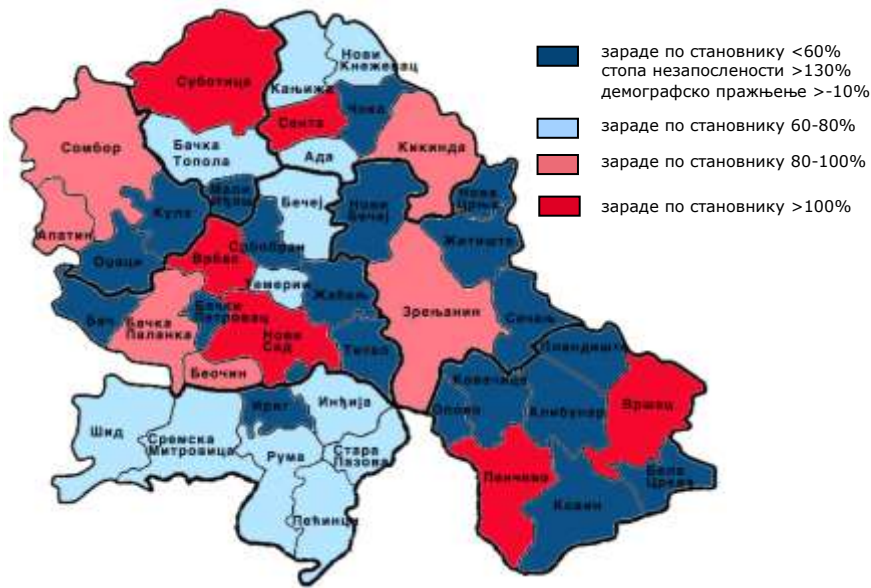 зараде по становнику <60%
стопа незапослености >130%
демографско пражњење >-10%
зараде по становнику 60-80%
зараде по становнику 80-100%
зараде по становнику >100%
Суботица
Нови
Кнежевац
Кањижа
Чока
Сента
Сомбор
Бачка
Топола
Ада
Кикинда
Мали
Иђош
Бечеј
Нови
Бечеј
Нова
Црња
Апатин
Кула
Житиште
Оџаци
Врбас
Србобран
Темерин
Жабаљ
Зрењанин
Сечањ
Бач
Бачка
Паланка
Бачки
Петровац
Нови
Сад
Тител
Пландиште
Беочин
Ковачица
Опово
Алибунар
Вршац
Ириг
Инђија
Шид
Сремска
Митровица
Рума
Стара
Пазова
Панчево
Бела
Црква
Ковин
Пећинци